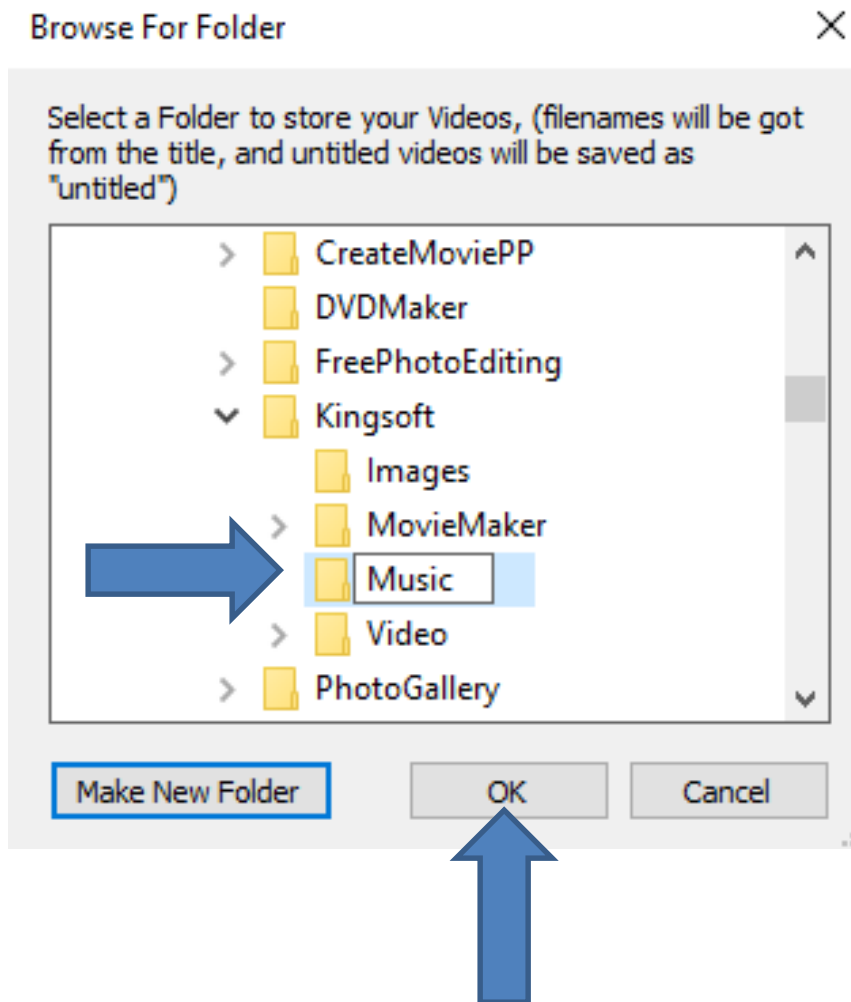 Browse For Folder
Select a Folder to store your Videos, (filenames will be got
from the title, and untitled videos will be saved as
"untitled")
CreateMoviePP
DVDMaker
FreePhotoEditing
Kingsoft
Images
MovieMaker
Music
Video
PhotoGallery
Make New Folder OK Cancel